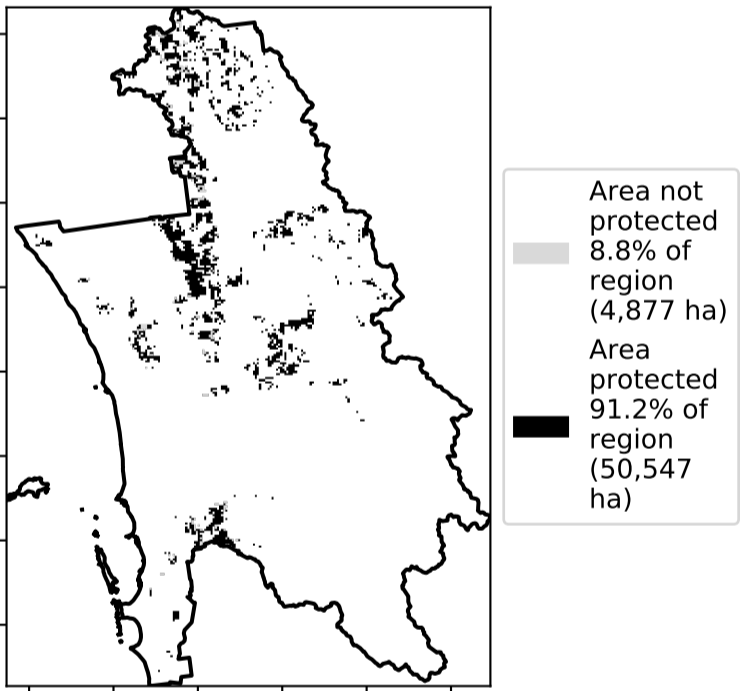 Area not
protected
8.8% of
region
(4,877 ha)
Area
protected
91.2% of
region
(50,547
ha)